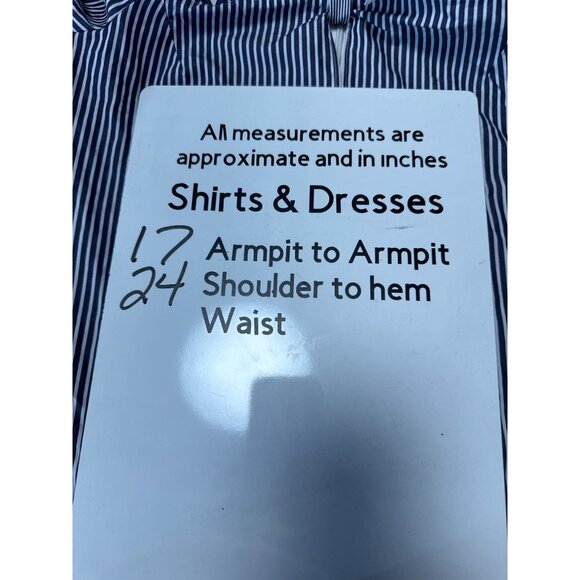 All measurements are
approximate and in inches
Shirts & Dresses
17 Armpit to Armpit
24 Shoulder to hem
Waist